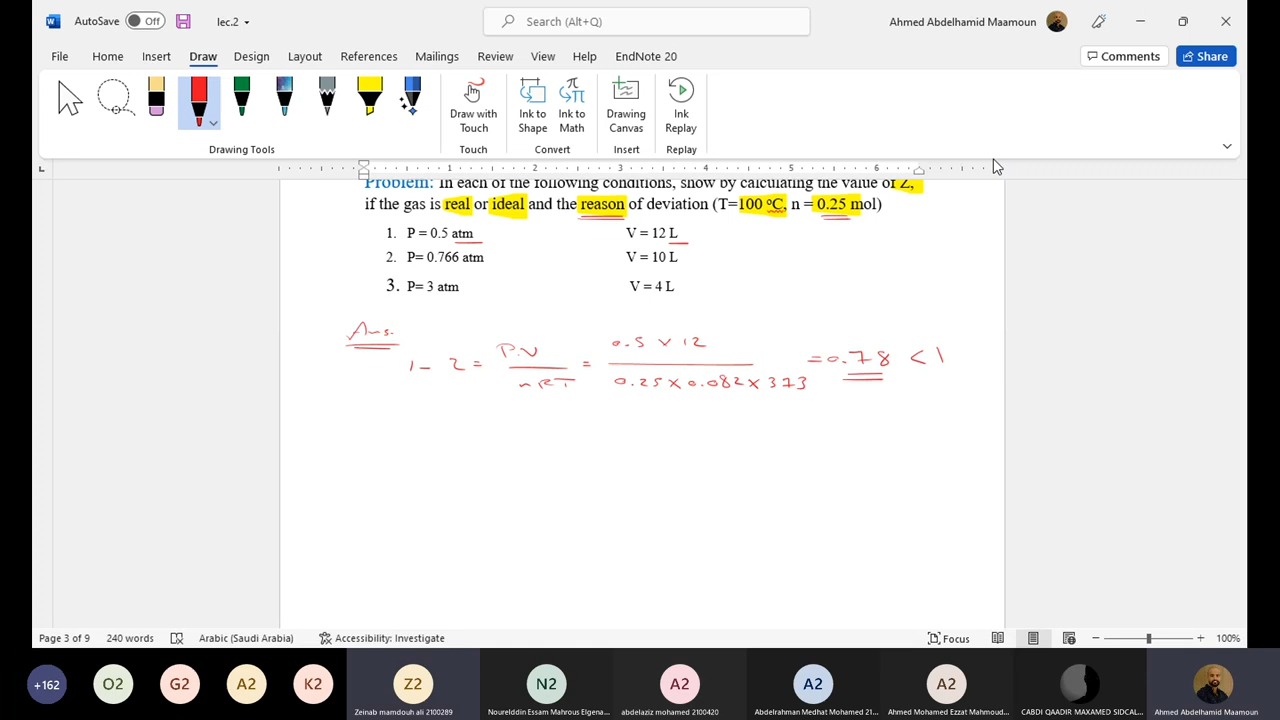 AutoSave Off lec.2 Search (Alt+Q) Ahmed Abdelhamid Maamoun
File Home Insert Draw Design Layout References Mailings Review View Help EndNote 20 Comments Share
Draw with Touch Ink to Shape Ink to Math Drawing Canvas Ink Replay
Drawing Tools Touch Convert Insert Replay
1 2 3 4 5 6
Problem: In each of the following conditions, show by calculating the value of Z,
if the gas is real or ideal and the reason of deviation (T=100 °C, n = 0.25 mol)
1. P = 0.5 atm V = 12 L
2. P= 0.766 atm V = 10 L
3. P= 3 atm V = 4 L
Ans.
1- Z = P.V / nRT = 0.5 x 12 / 0.25 x 0.082 x 373 = 0.78 < 1
Page 3 of 9 240 words Arabic (Saudi Arabia) Accessibility: Investigate Focus 100%
+162 O2 G2 A2 K2 Z2 N2 A2 A2 A2
Zeinab mamdouh ali 2100289 Noureldin Essam Mahrous Elgena... abdelaziz mohamed 2100420 Abdelrahman Medhat Mohamed 21... Ahmed Mohamed Ezzat Mahmoud... CABDI QAADIR MAXAMED SIDCAL... Ahmed Abdelhamid Maamoun